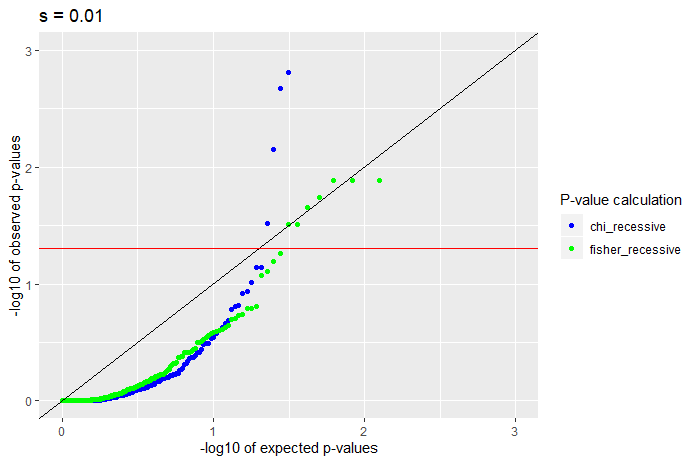 s = 0.01
3
2
1
0
-log10 of observed p-values
0
1
2
3
-log10 of expected p-values
P-value calculation
chi_recessive
fisher_recessive